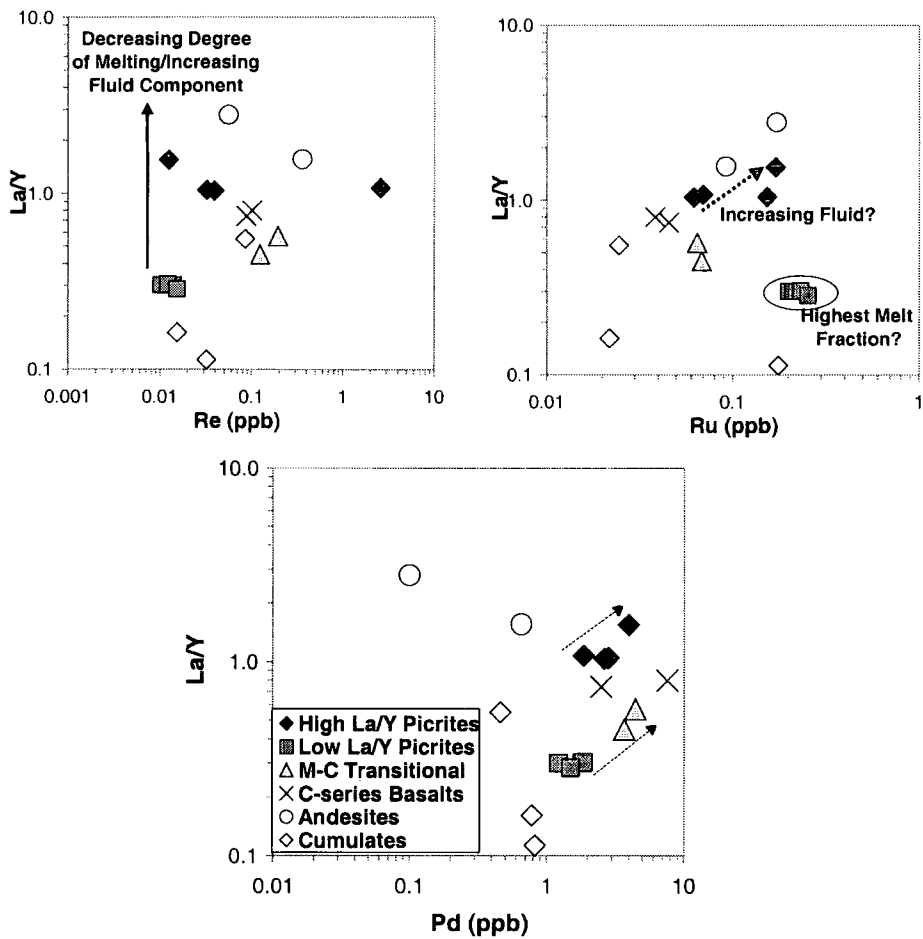 10.0
Decreasing Degree
of Melting/Increasing
Fluid Component
La/Y
1.0
0.1
0.001
0.01
0.1
1
10
Re (ppb)
10.0
La/Y
1.0
Increasing Fluid?
Highest Melt
Fraction?
0.1
0.01
0.1
1
Ru (ppb)
10.0
La/Y
1.0
High La/Y Picrites
Low La/Y Picrites
M-C Transitional
C-series Basalts
Andesites
Cumulates
0.1
0.01
0.1
1
10
Pd (ppb)